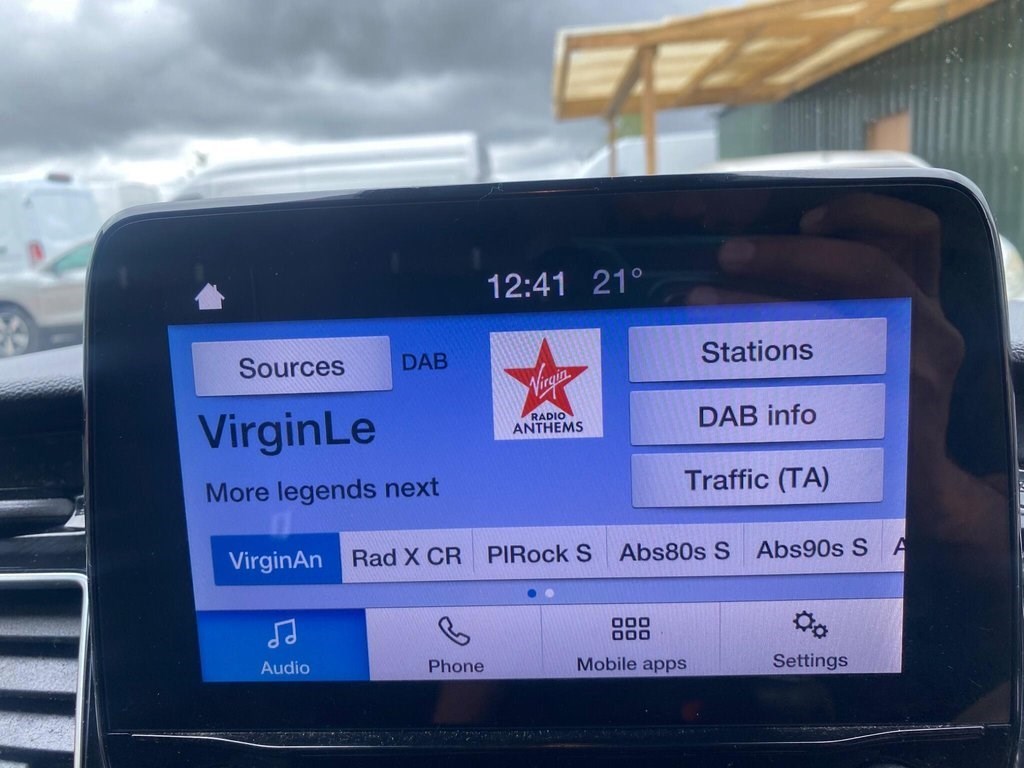 12:41 21°
Sources DAB
VirginLe
More legends next
Virgin
RADIO
ANTHEMS
Stations
DAB info
Traffic (TA)
VirginAn Rad X CR PlRock S Abs80s S Abs90s S A
Audio Phone Mobile apps Settings